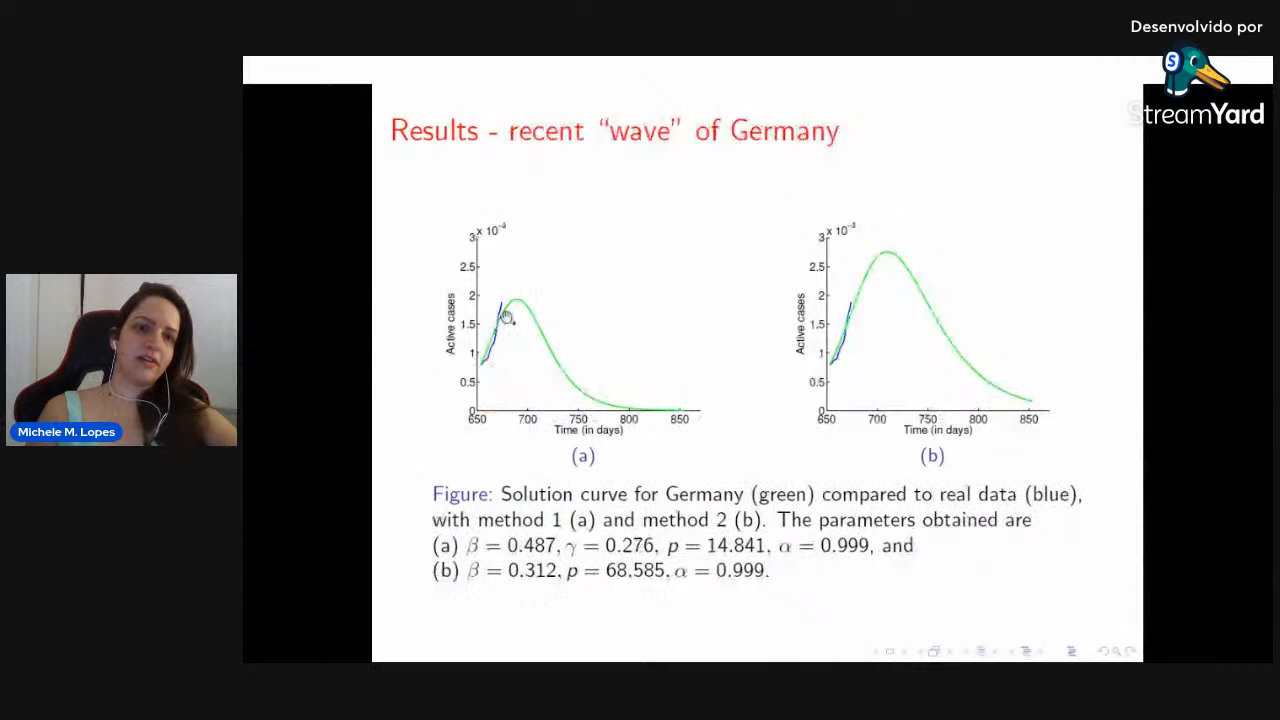 Desenvolvido por
StreamYard
Results - recent “wave” of Germany
3 x 10⁻³
2.5
2
1.5
1
0.5
0
Active cases
650 700 750 800 850
Time (in days)
(a)
3 x 10⁻³
2.5
2
1.5
1
0.5
0
Active cases
650 700 750 800 850
Time (in days)
(b)
Figure: Solution curve for Germany (green) compared to real data (blue),
with method 1 (a) and method 2 (b). The parameters obtained are
(a) β = 0.487, γ = 0.276, p = 14.841, α = 0.999, and
(b) β = 0.312, p = 68.585, α = 0.999.
Michele M. Lopes